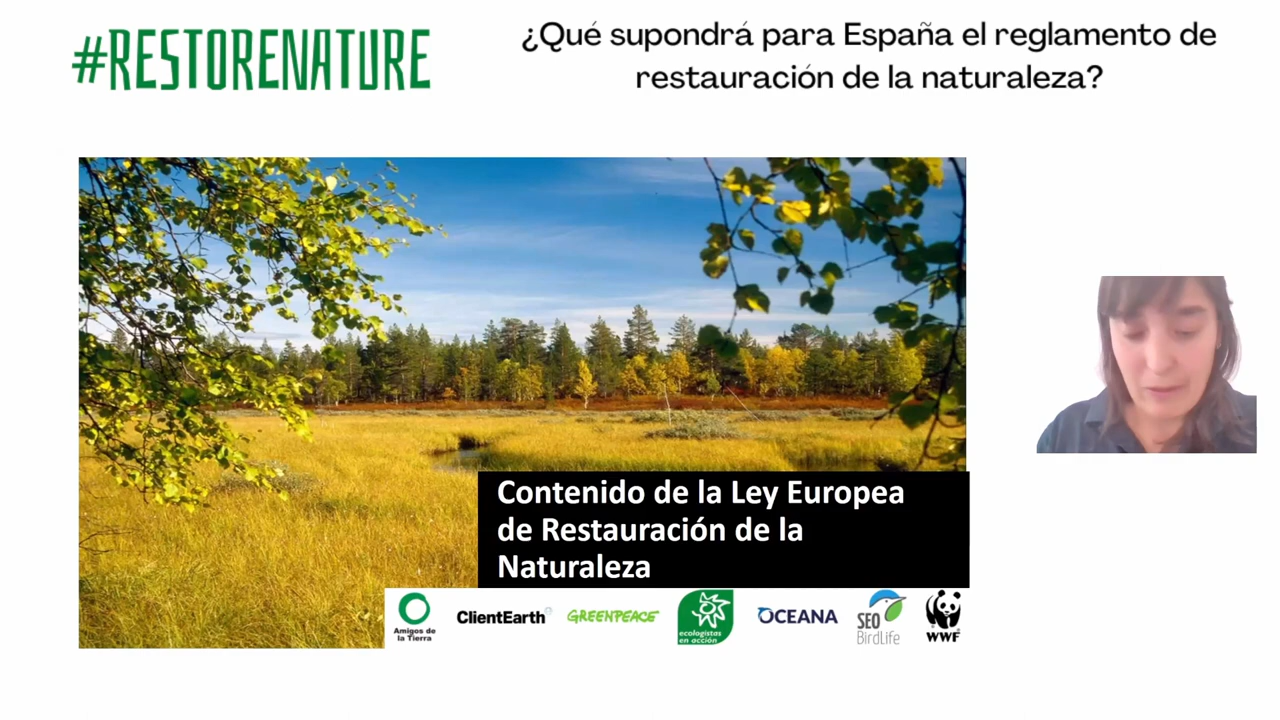 #RESTORENATURE
¿Qué supondrá para España el reglamento de
restauración de la naturaleza?
Contenido de la Ley Europea
de Restauración de la
Naturaleza
Amigos de
la Tierra
ClientEarth
GREENPEACE
ecologistas
en acción
OCEANA
SEO
BirdLife
WWF